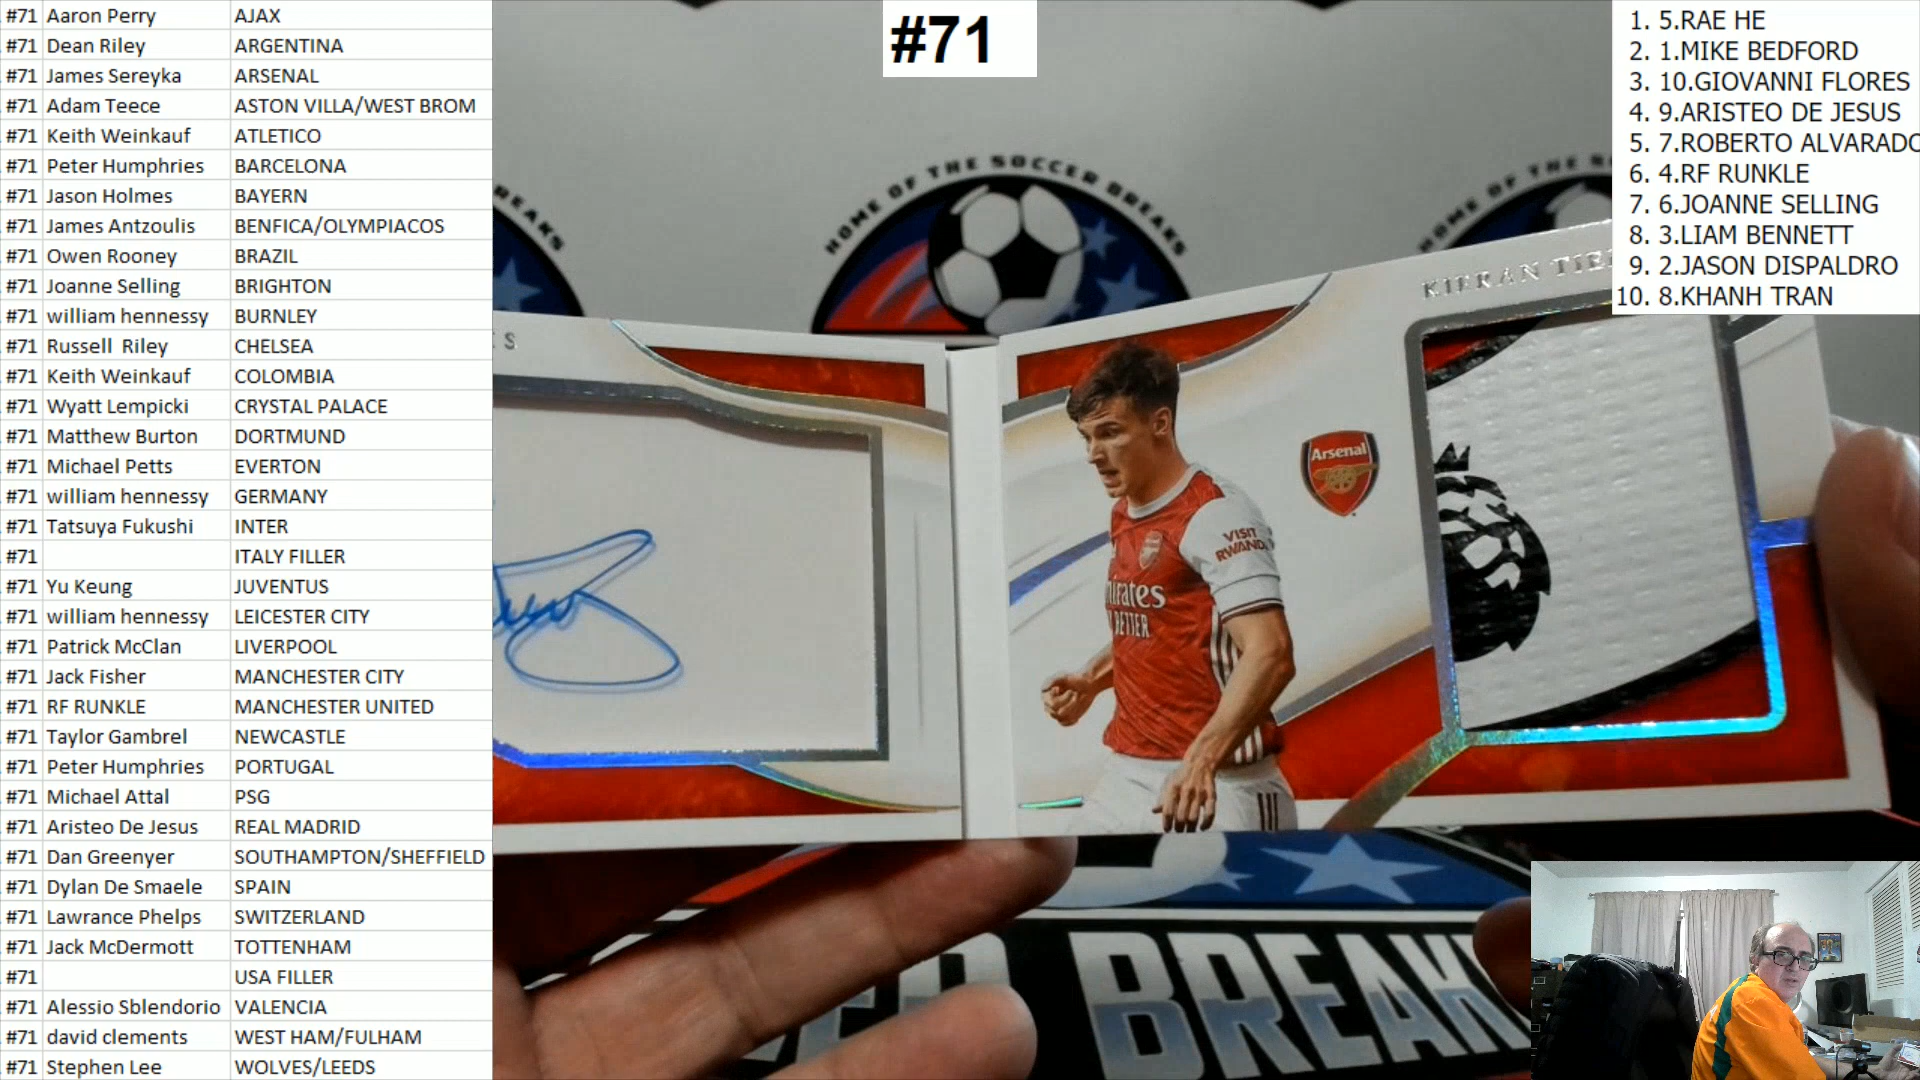 #71 Aaron Perry AJAX
#71 Dean Riley ARGENTINA
#71 James Sereyka ARSENAL
#71 Adam Teece ASTON VILLA/WEST BROM
#71 Keith Weinkauf ATLETICO
#71 Peter Humphries BARCELONA
#71 Jason Holmes BAYERN
#71 James Antzoulis BENFICA/OLYMPIACOS
#71 Owen Rooney BRAZIL
#71 Joanne Selling BRIGHTON
#71 william hennessy BURNLEY
#71 Russell Riley CHELSEA
#71 Keith Weinkauf COLOMBIA
#71 Wyatt Lempicki CRYSTAL PALACE
#71 Matthew Burton DORTMUND
#71 Michael Petts EVERTON
#71 william hennessy GERMANY
#71 Tatsuya Fukushi INTER
#71 ITALY FILLER
#71 Yu Keung JUVENTUS
#71 william hennessy LEICESTER CITY
#71 Patrick McClan LIVERPOOL
#71 Jack Fisher MANCHESTER CITY
#71 RF RUNKLE MANCHESTER UNITED
#71 Taylor Gambrel NEWCASTLE
#71 Peter Humphries PORTUGAL
#71 Michael Attal PSG
#71 Aristeo De Jesus REAL MADRID
#71 Dan Greenyer SOUTHAMPTON/SHEFFIELD
#71 Dylan De Smaele SPAIN
#71 Lawrance Phelps SWITZERLAND
#71 Jack McDermott TOTTENHAM
#71 USA FILLER
#71 Alessio Sblendorio VALENCIA
#71 david clements WEST HAM/FULHAM
#71 Stephen Lee WOLVES/LEEDS
#71
1. 5.RAE HE
2. 1.MIKE BEDFORD
3. 10.GIOVANNI FLORES
4. 9.ARISTEO DE JESUS
5. 7.ROBERTO ALVARADO
6. 4.RF RUNKLE
7. 6.JOANNE SELLING
8. 3.LIAM BENNETT
9. 2.JASON DISPALDRO
10. 8.KHANH TRAN
BREAKS
HOME OF THE SOCCER BREAKS
HOME OF THE S
KIERAN TIE
Arsenal
VISIT
RWANDA
mirates
BETTER
BREAK